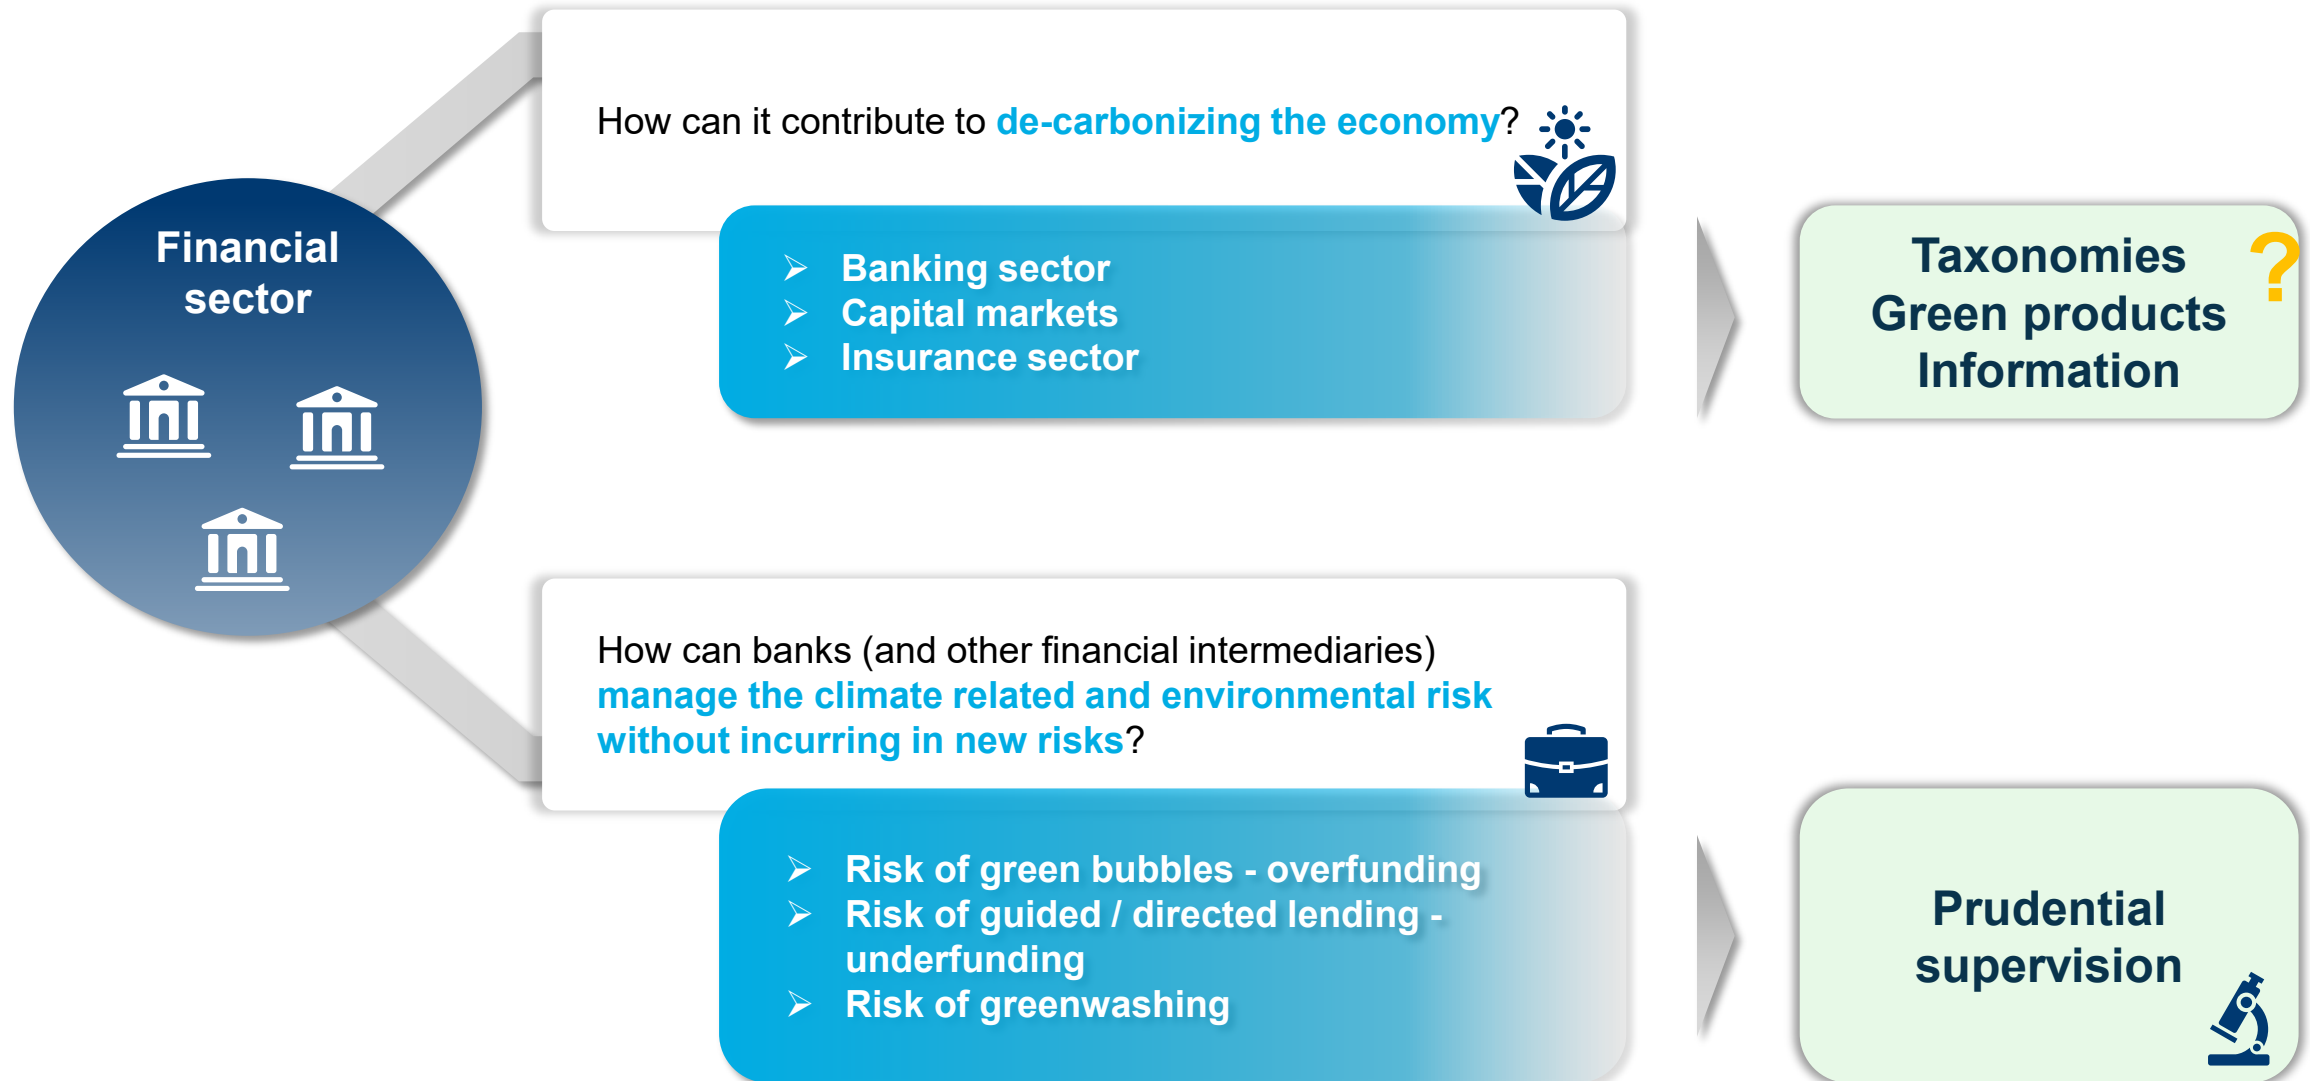 Financial
sector
How can it contribute to de-carbonizing the economy?
➢ Banking sector
➢ Capital markets
➢ Insurance sector
Taxonomies
Green products
Information
?
How can banks (and other financial intermediaries)
manage the climate related and environmental risk
without incurring in new risks?
➢ Risk of green bubbles - overfunding
➢ Risk of guided / directed lending -
underfunding
➢ Risk of greenwashing
Prudential
supervision